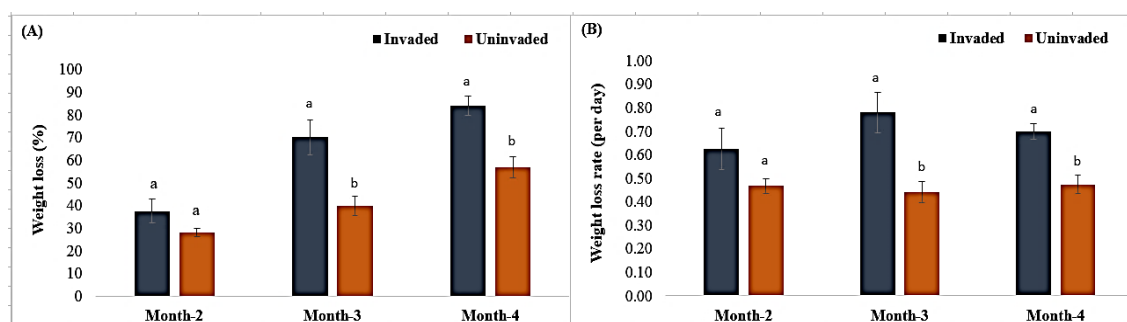 (A)
Invaded Uninvaded
100
90
80
70
60
50
40
30
20
10
0
Weight loss (%)
a a
a b
a b
Month-2 Month-3 Month-4
(B)
Invaded Uninvaded
1.00
0.90
0.80
0.70
0.60
0.50
0.40
0.30
0.20
0.10
0.00
Weight loss rate (per day)
a a
a b
a b
Month-2 Month-3 Month-4